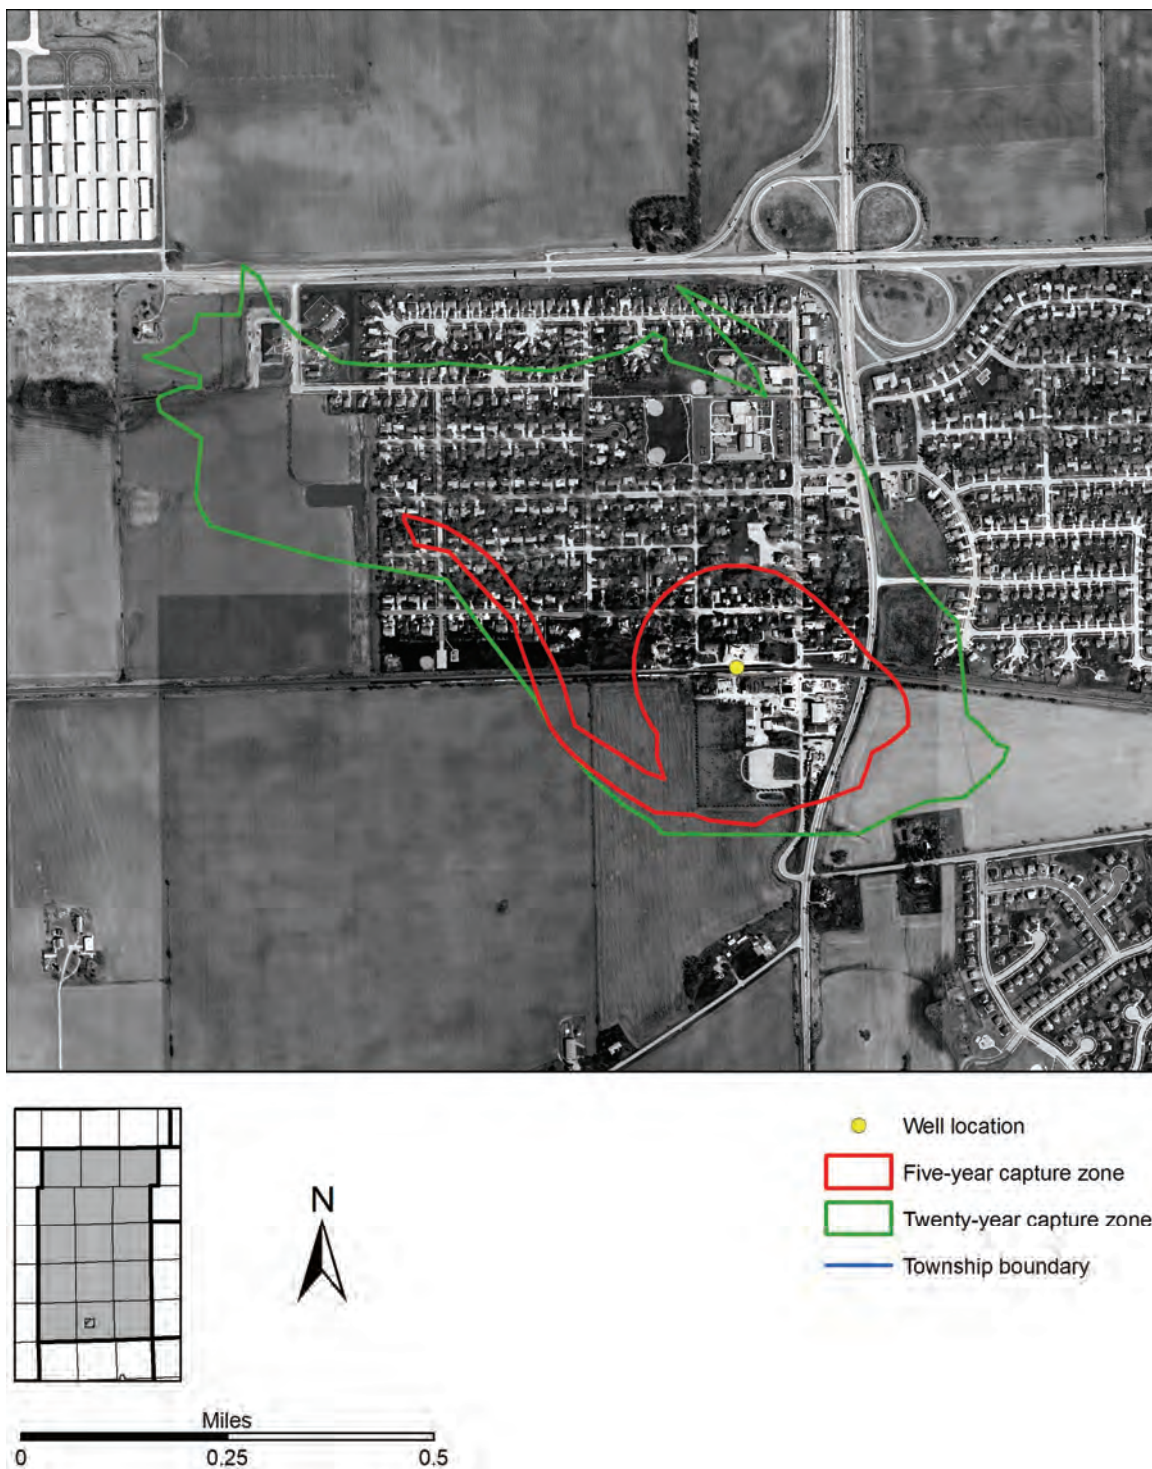 Well location
Five-year capture zone
Twenty-year capture zone
Township boundary
N
Miles
0 0.25 0.5